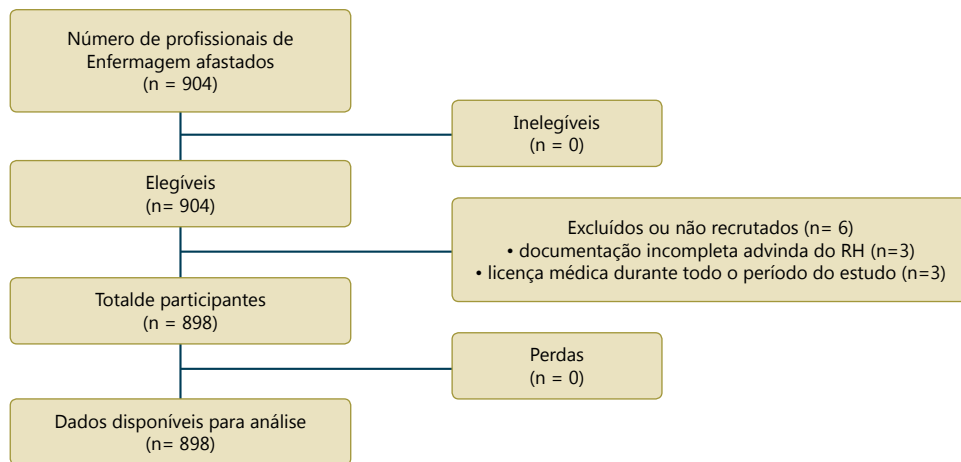 Número de profissionais de
Enfermagem afastados
(n = 904)
Inelegíveis
(n = 0)
Elegíveis
(n= 904)
Excluídos ou não recrutados (n= 6)
• documentação incompleta advinda do RH (n=3)
• licença médica durante todo o período do estudo (n=3)
Totalde participantes
(n = 898)
Perdas
(n = 0)
Dados disponíveis para análise
(n= 898)